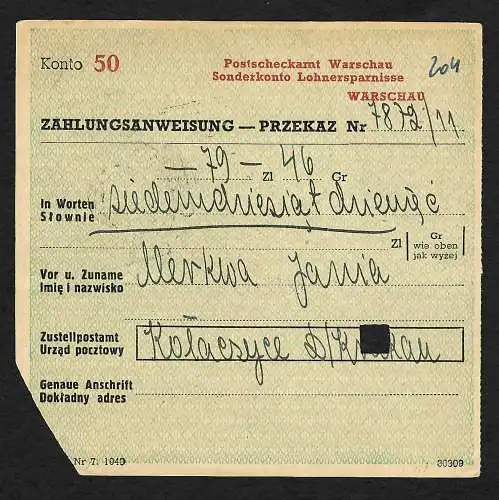 Konto 50
Postscheckamt Warschau
Sonderkonto Lohnersparnisse
WARSCHAU
204
ZAHLUNGSANWEISUNG — PRZEKAZ Nr 7872/11
— 79 — Zl 46 Gr
In Worten
Słownie
siedemdziesiąt dziewięć
Zl
Gr
wie oben
jak wyżej
Vor u. Zuname
Imię i nazwisko
Merkwa Jania
Zustellpostamt
Urząd pocztowy
Kołaczyce b/Krakau
Genaue Anschrift
Dokładny adres
Nr 7. 1940
80309